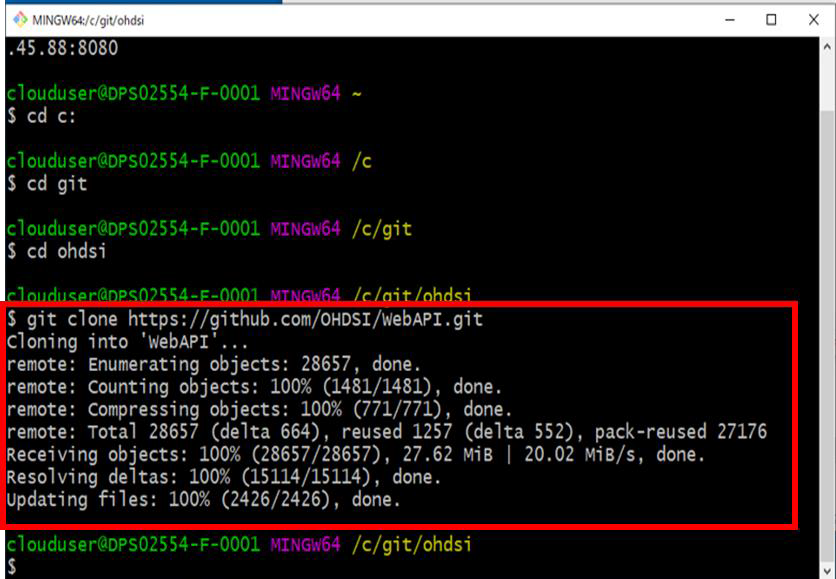 MINGW64:/c/git/ohdsi
.45.88:8080
clouduser@DPS02554-F-0001 MINGW64 ~
$ cd c:
clouduser@DPS02554-F-0001 MINGW64 /c
$ cd git
clouduser@DPS02554-F-0001 MINGW64 /c/git
$ cd ohdsi
clouduser@DPS02554-F-0001 MINGW64 /c/git/ohdsi
$ git clone https://github.com/OHDSI/WebAPI.git
Cloning into 'WebAPI'...
remote: Enumerating objects: 28657, done.
remote: Counting objects: 100% (1481/1481), done.
remote: Compressing objects: 100% (771/771), done.
remote: Total 28657 (delta 664), reused 1257 (delta 552), pack-reused 27176
Receiving objects: 100% (28657/28657), 27.62 MiB | 20.02 MiB/s, done.
Resolving deltas: 100% (15114/15114), done.
Updating files: 100% (2426/2426), done.
clouduser@DPS02554-F-0001 MINGW64 /c/git/ohdsi
$